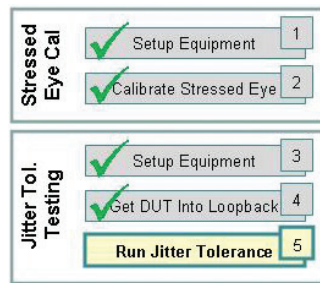 Stressed
Eye Cal
Setup Equipment 1
Calibrate Stressed Eye 2
Jitter Tol.
Testing
Setup Equipment 3
Get DUT Into Loopback 4
Run Jitter Tolerance 5